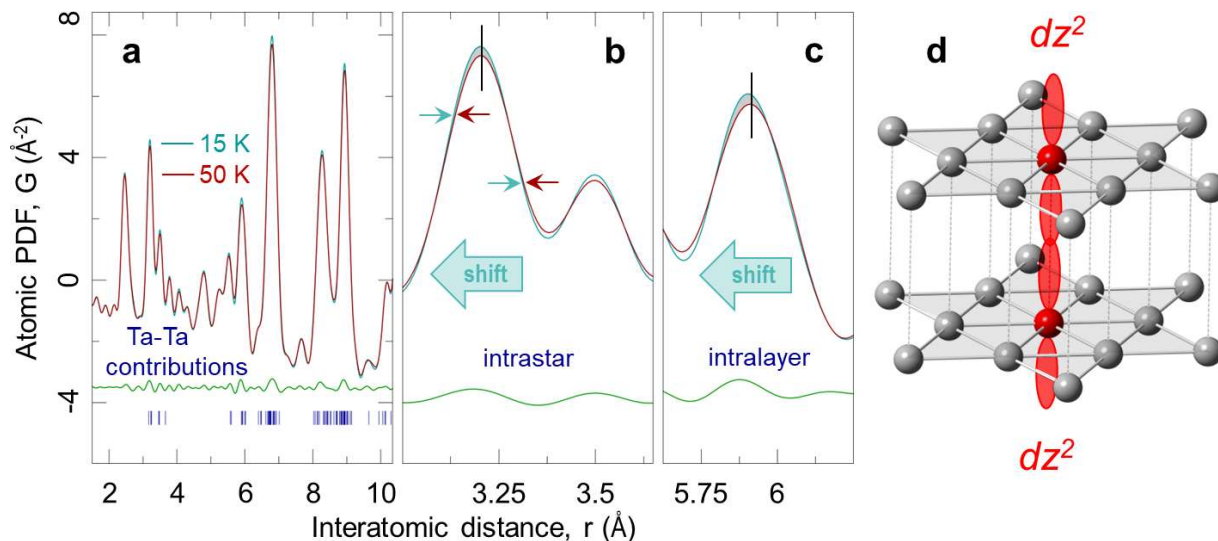 a
b
c
d
8
4
0
-4
Atomic PDF, G (Å-2)
15 K
50 K
Ta-Ta
contributions
shift
intrastar
shift
intralayer
2 4 6 8 10
3.25 3.5
5.75 6
Interatomic distance, r (Å)
dz2
dz2